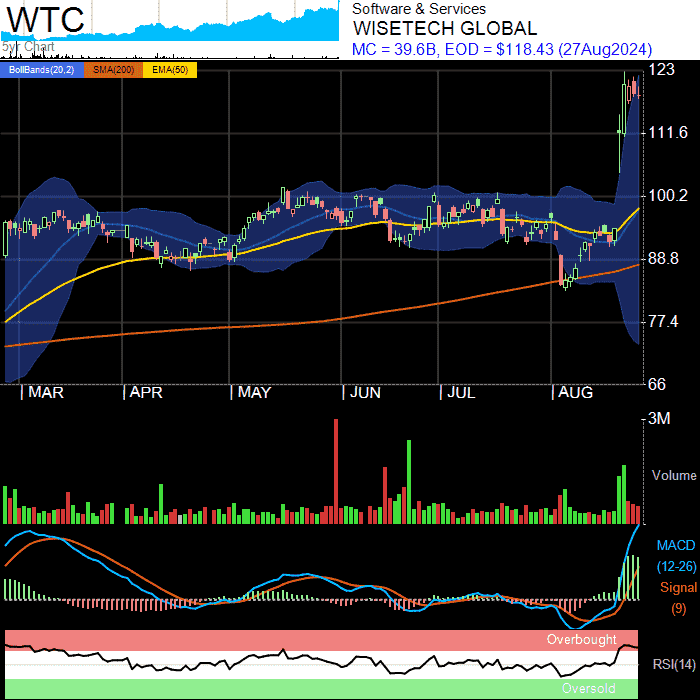 WTC
5yr Chart
Software & Services
WISETECH GLOBAL
MC = 39.6B, EOD = $118.43 (27Aug2024)
BollBands(20,2) SMA(200) EMA(50)
123
111.6
100.2
88.8
77.4
66
| MAR | APR | MAY | JUN | JUL | AUG
3M
Volume
MACD
(12-26)
Signal
(9)
Overbought
RSI(14)
Oversold